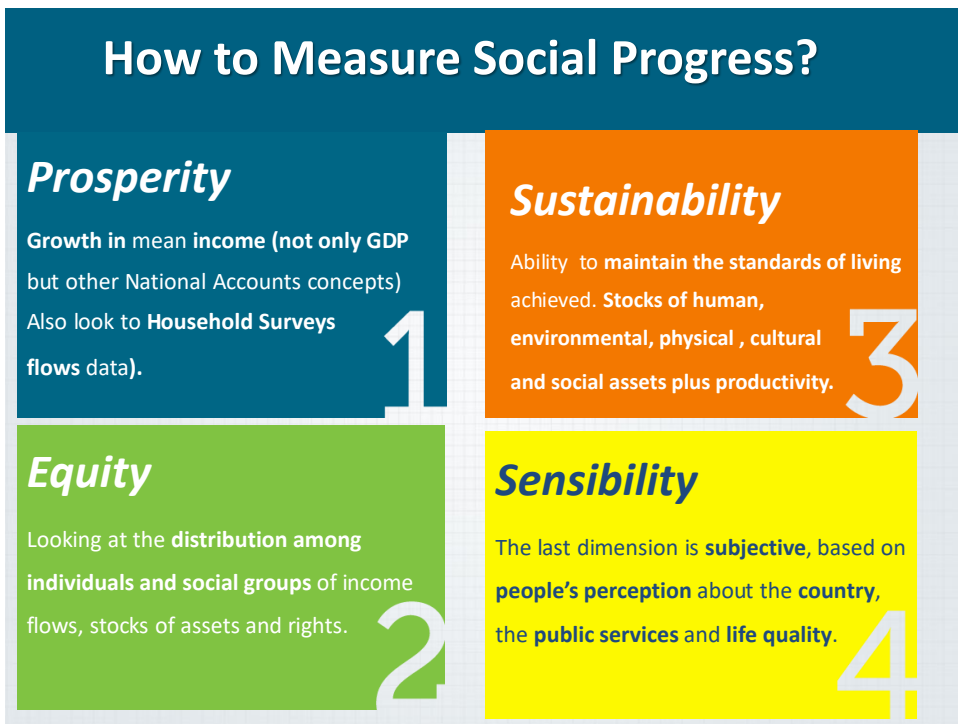 How to Measure Social Progress?
Prosperity
Growth in mean income (not only GDP
but other National Accounts concepts)
Also look to Household Surveys
flows data).
1
Equity
Looking at the distribution among
individuals and social groups of income
flows, stocks of assets and rights.
2
Sustainability
Ability to maintain the standards of living
achieved. Stocks of human,
environmental, physical , cultural
and social assets plus productivity.
3
Sensibility
The last dimension is subjective, based on
people’s perception about the country,
the public services and life quality.
4